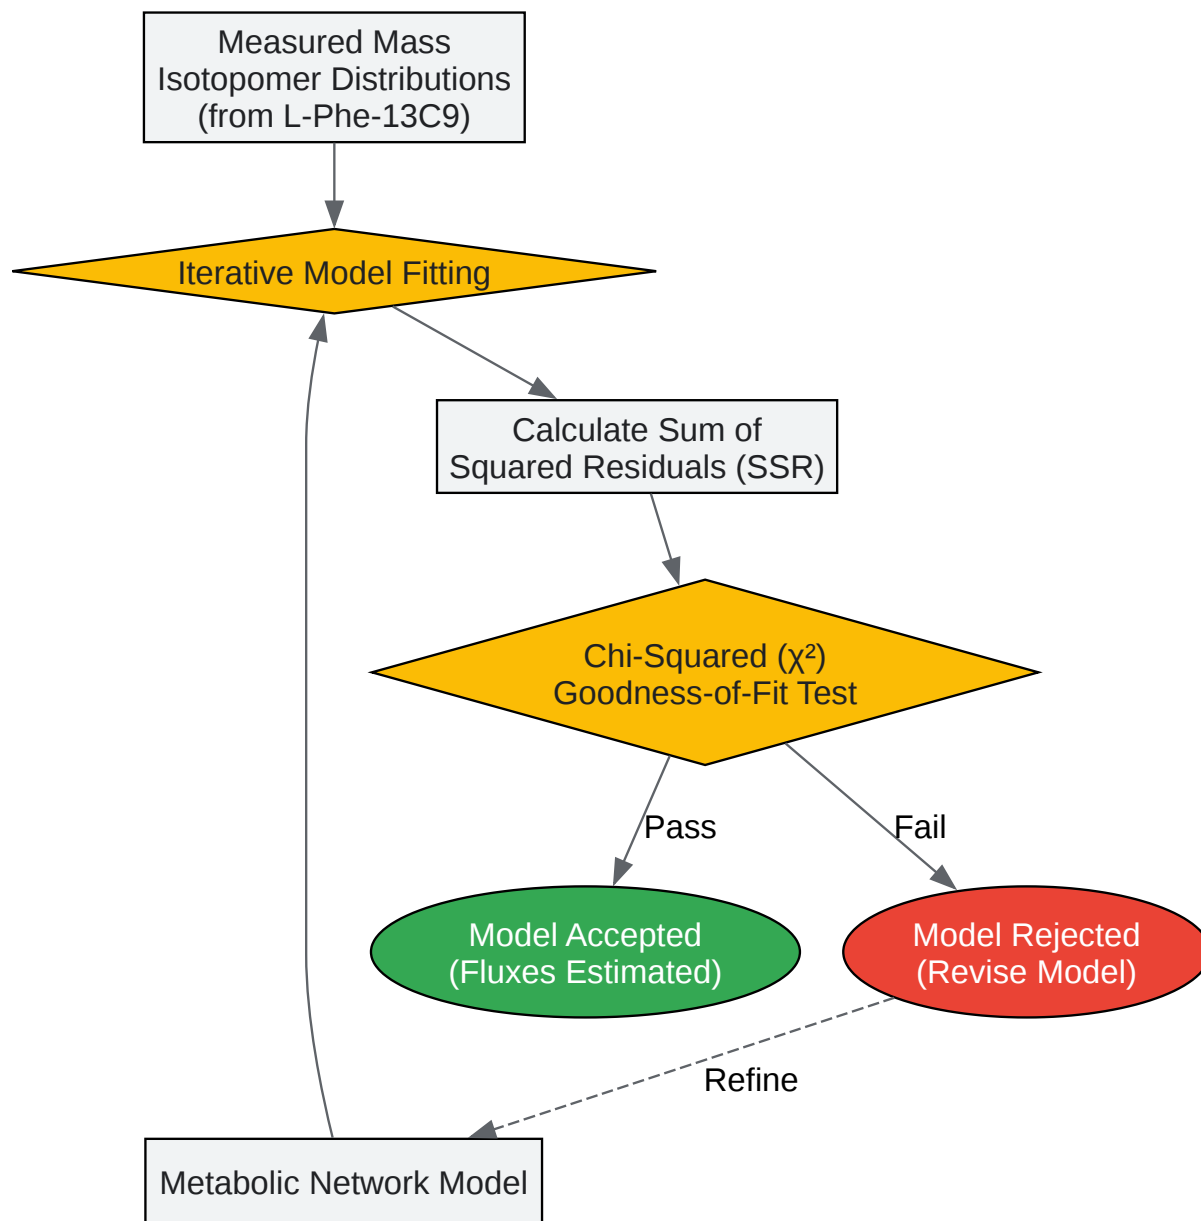 Measured Mass
Isotopomer Distributions
(from L-Phe-13C9)
Iterative Model Fitting
Calculate Sum of
Squared Residuals (SSR)
Chi-Squared (χ²)
Goodness-of-Fit Test
Pass
Fail
Model Accepted
(Fluxes Estimated)
Model Rejected
(Revise Model)
Refine
Metabolic Network Model